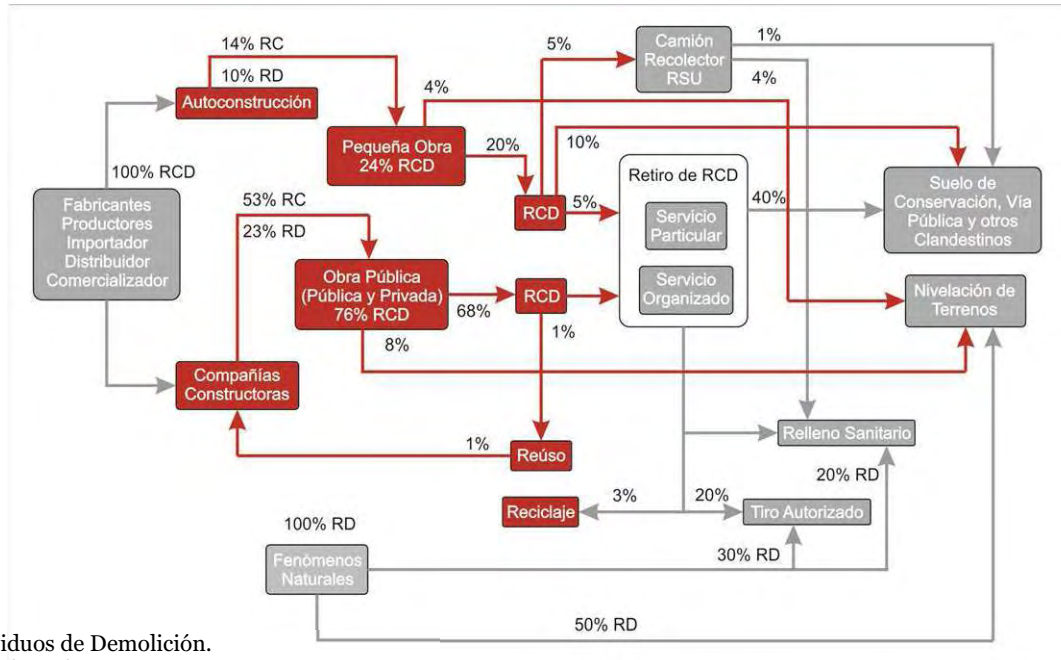 14% RC
10% RD
Autoconstrucción
5%
Camión
Recolector
RSU
1%
4%
4%
Pequeña Obra
24% RCD
20%
10%
100% RCD
Fabricantes
Productores
Importador
Distribuidor
Comercializador
53% RC
23% RD
RCD
5%
Retiro de RCD
Servicio
Particular
Servicio
Organizado
40%
Suelo de
Conservación, Vía
Pública y otros
Clandestinos
Obra Pública
(Pública y Privada)
76% RCD
68%
RCD
1%
8%
Nivelación de
Terrenos
Compañías
Constructoras
1%
Reúso
Relleno Sanitario
20% RD
Reciclaje
3%
20%
Tiro Autorizado
100% RD
Fenómenos
Naturales
30% RD
50% RD
iduos de Demolición.